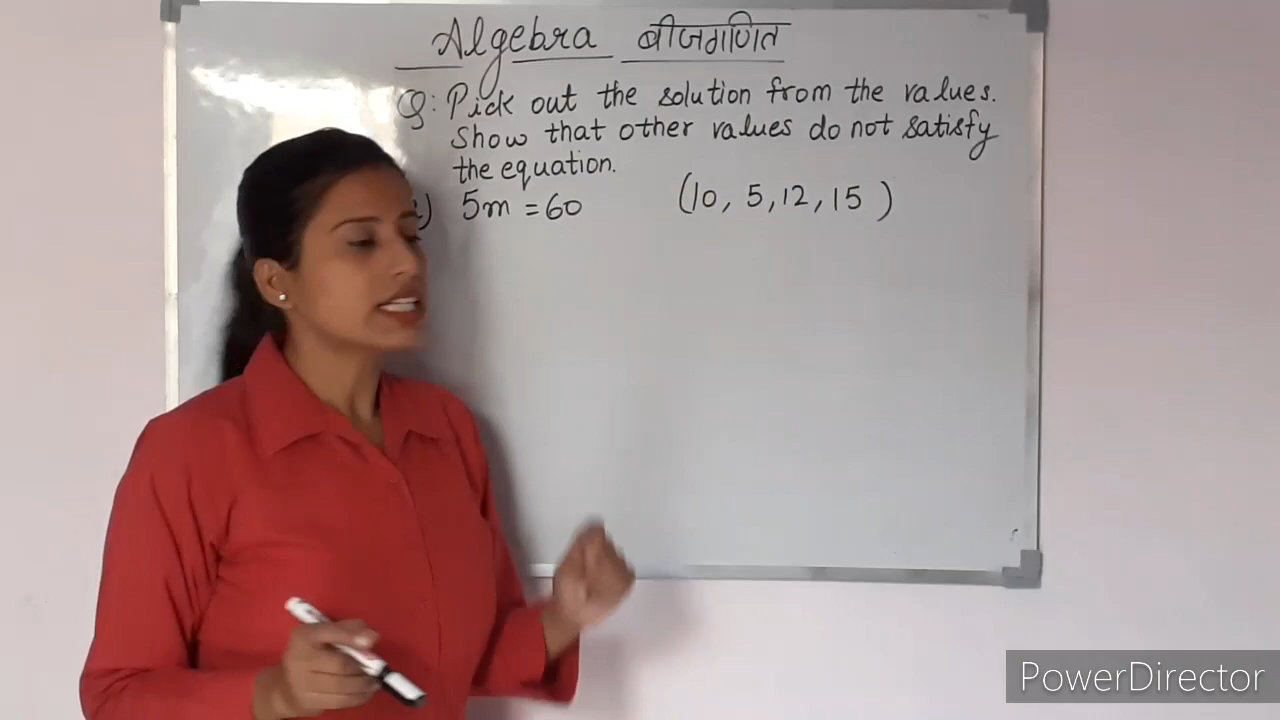 Algebra बीजगणित
Q: Pick out the solution from the values.
Show that other values do not satisfy
the equation.
5m = 60 (10, 5, 12, 15 )
PowerDirector